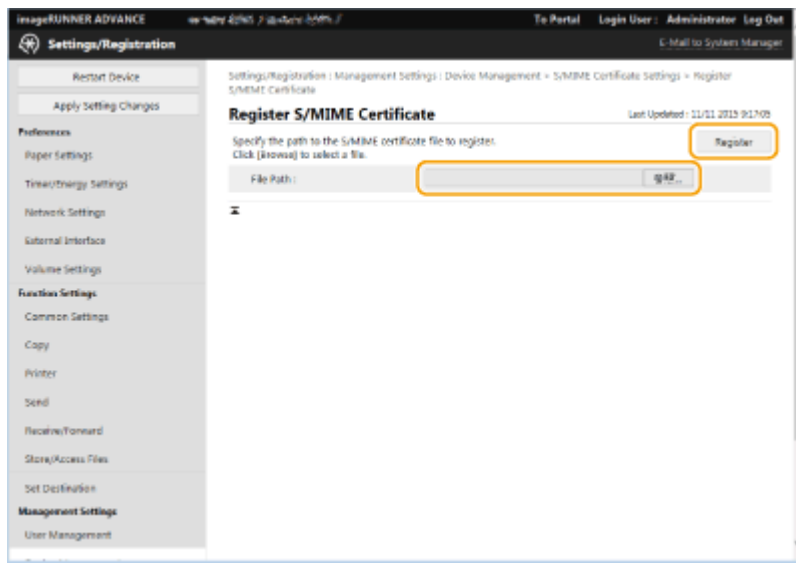 imageRUNNER ADVANCE To Portal Login User : Administrator Log Out
Settings/Registration E-Mail to System Manager
Restart Device
Apply Setting Changes
Preferences
Paper Settings
Timer/Energy Settings
Network Settings
External Interface
Volume Settings
Function Settings
Common Settings
Copy
Printer
Send
Receive/Forward
Store/Access Files
Set Destination
Management Settings
User Management
Settings/Registration : Management Settings : Device Management > S/MIME Certificate Settings > Register
S/MIME Certificate
Register S/MIME Certificate Last Updated : 11/11 2015 9:17:05
Specify the path to the S/MIME certificate file to register.
Click [Browse] to select a file.
Register
File Path :